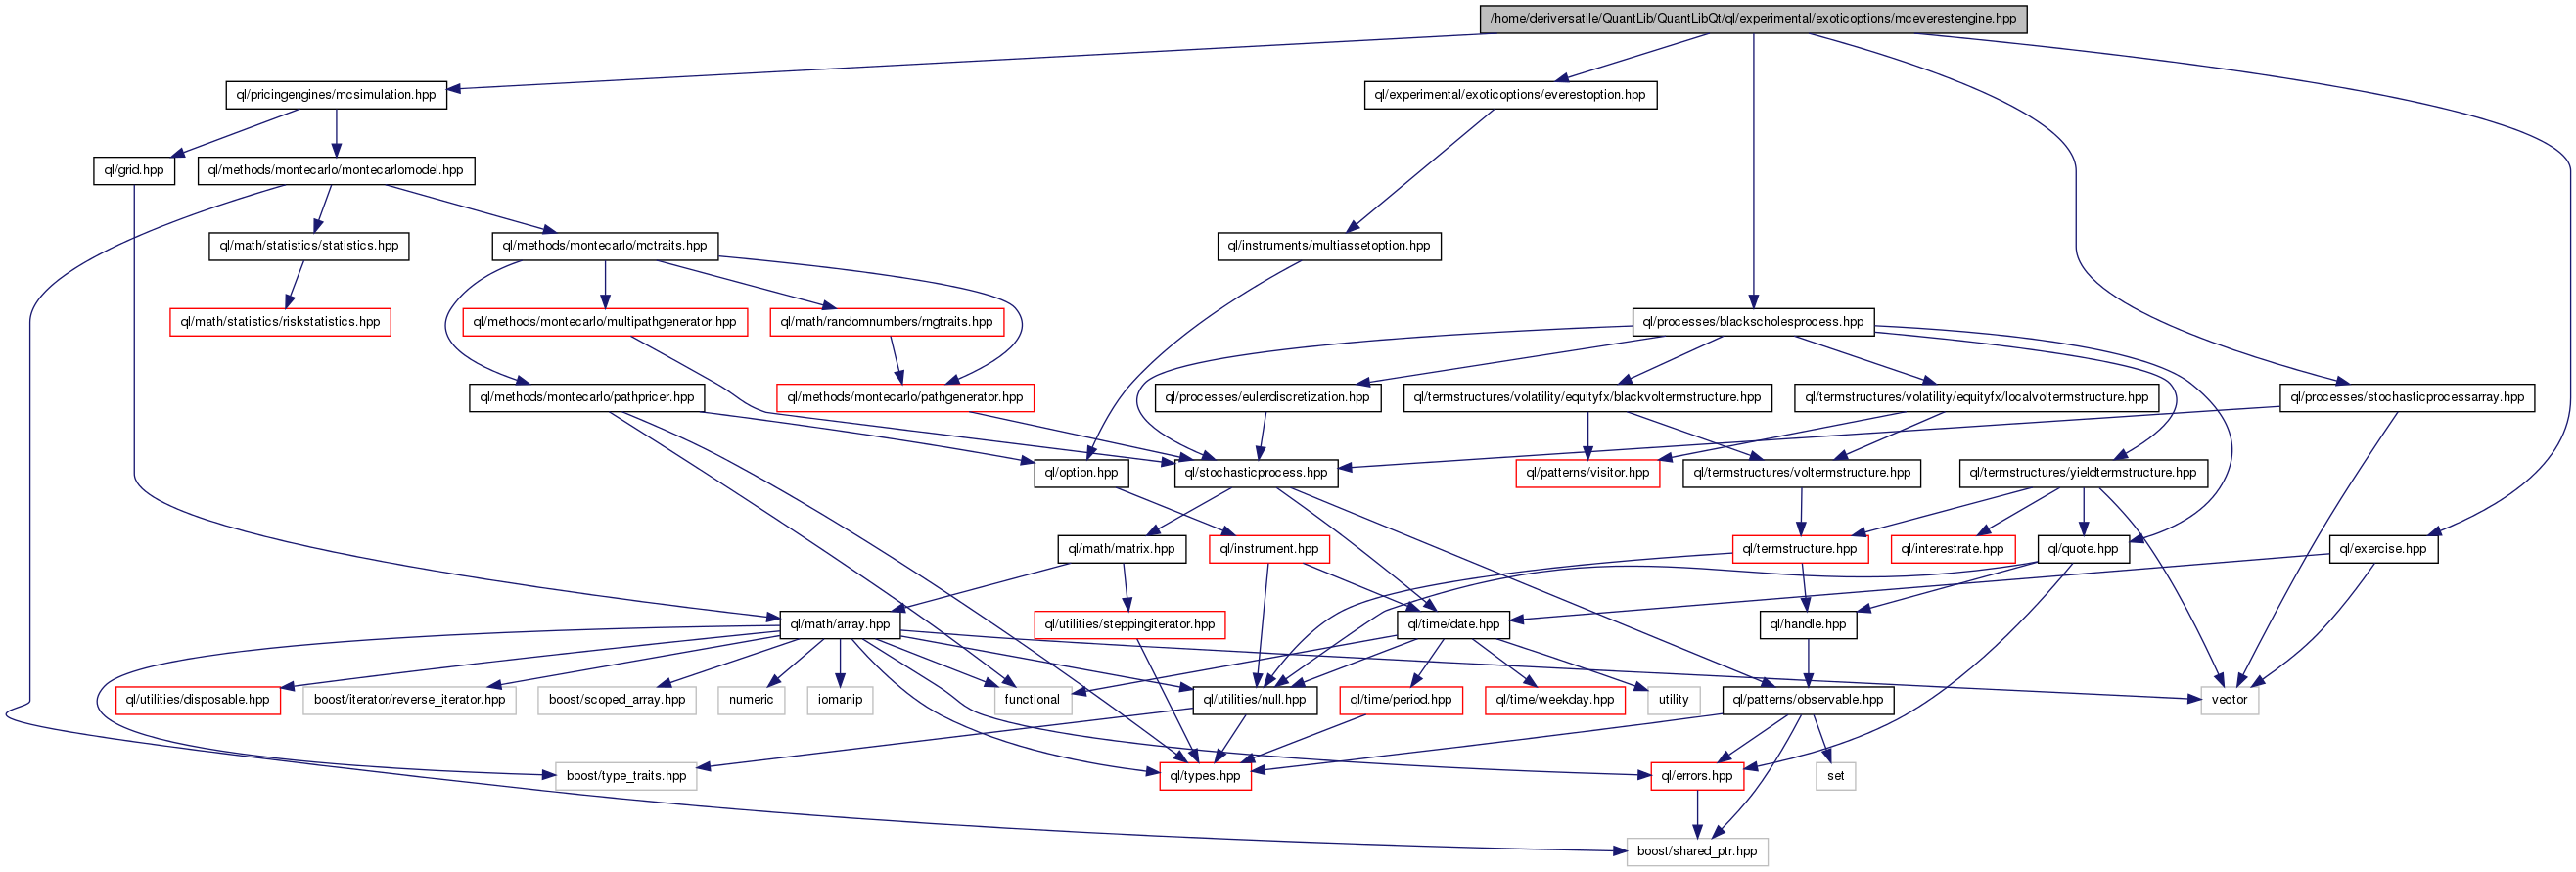 /home/deriversatile/QuantLib/QuantLibQt/ql/experimental/exoticoptions/mceverestengine.hpp
ql/pricingengines/mcsimulation.hpp
ql/experimental/exoticoptions/everestoption.hpp
ql/grid.hpp
ql/methods/montecarlo/montecarlomodel.hpp
ql/math/statistics/statistics.hpp
ql/methods/montecarlo/mctraits.hpp
ql/instruments/multiassetoption.hpp
ql/math/statistics/riskstatistics.hpp
ql/methods/montecarlo/multipathgenerator.hpp
ql/math/randomnumbers/rngtraits.hpp
ql/processes/blackscholesprocess.hpp
ql/methods/montecarlo/pathpricer.hpp
ql/methods/montecarlo/pathgenerator.hpp
ql/processes/eulerdiscretization.hpp
ql/termstructures/volatility/equityfx/blackvoltermstructure.hpp
ql/termstructures/volatility/equityfx/localvoltermstructure.hpp
ql/processes/stochasticprocessarray.hpp
ql/option.hpp
ql/stochasticprocess.hpp
ql/patterns/visitor.hpp
ql/termstructures/voltermstructure.hpp
ql/termstructures/yieldtermstructure.hpp
ql/math/matrix.hpp
ql/instrument.hpp
ql/termstructure.hpp
ql/interestrate.hpp
ql/quote.hpp
ql/exercise.hpp
ql/math/array.hpp
ql/utilities/steppingiterator.hpp
ql/time/date.hpp
ql/handle.hpp
ql/utilities/disposable.hpp
boost/iterator/reverse_iterator.hpp
boost/scoped_array.hpp
numeric
iomanip
functional
ql/utilities/null.hpp
ql/time/period.hpp
ql/time/weekday.hpp
utility
ql/patterns/observable.hpp
vector
boost/type_traits.hpp
ql/types.hpp
ql/errors.hpp
set
boost/shared_ptr.hpp